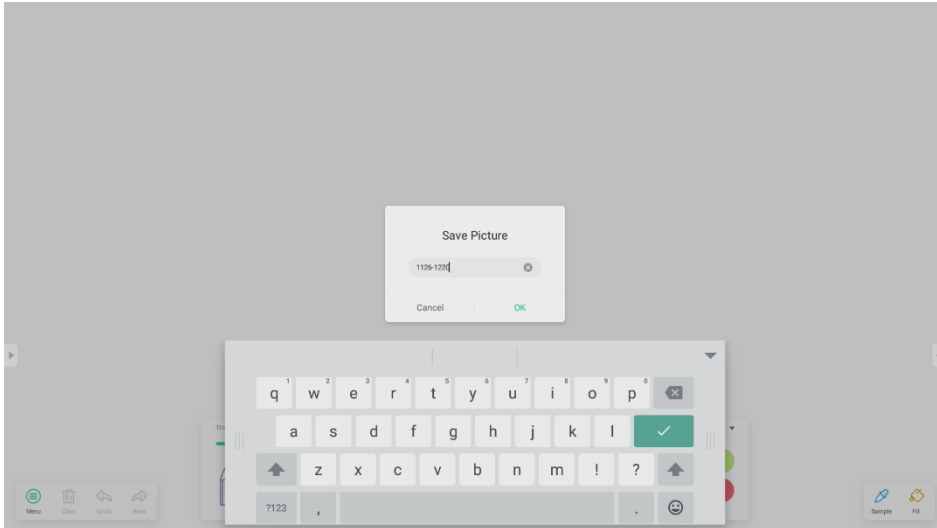 Save Picture
1126-1220
Cancel OK
q 1 w 2 e 3 r 4 t 5 y 6 u 7 i 8 o 9 p 0
a s d f g h j k l
z x c v b n m ! ?
?123 , .
Menu Clear Undo Redo
Sample Fill